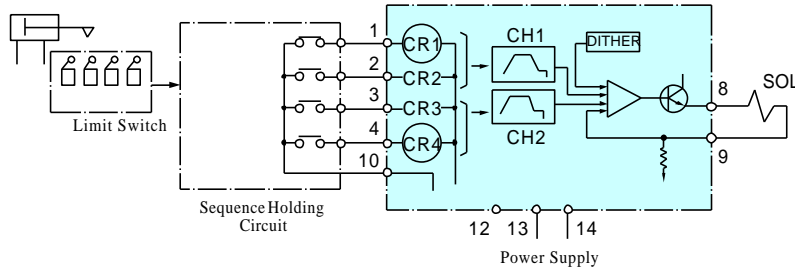 1
CR1
CH1
DITHER
2
CR2
8
SOL
3
CR3
Limit Switch
4
CR4
CH2
9
10
Sequence Holding
Circuit
12
13
14
Power Supply